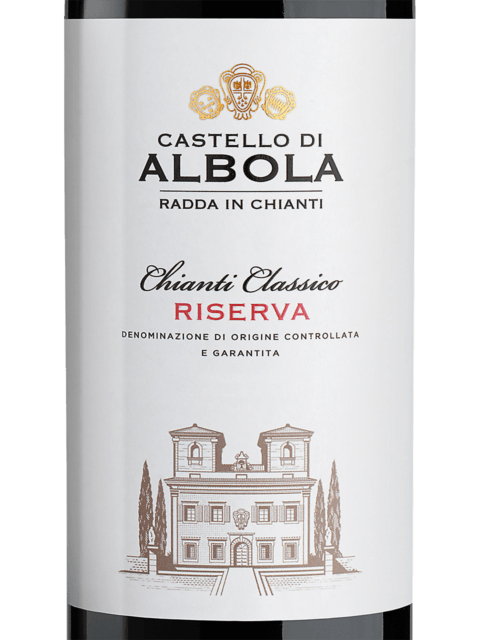 CASTELLO DI
ALBOLA
RADDA IN CHIANTI
Chianti Classico
RISERVA
DENOMINAZIONE DI ORIGINE CONTROLLATA
E GARANTITA